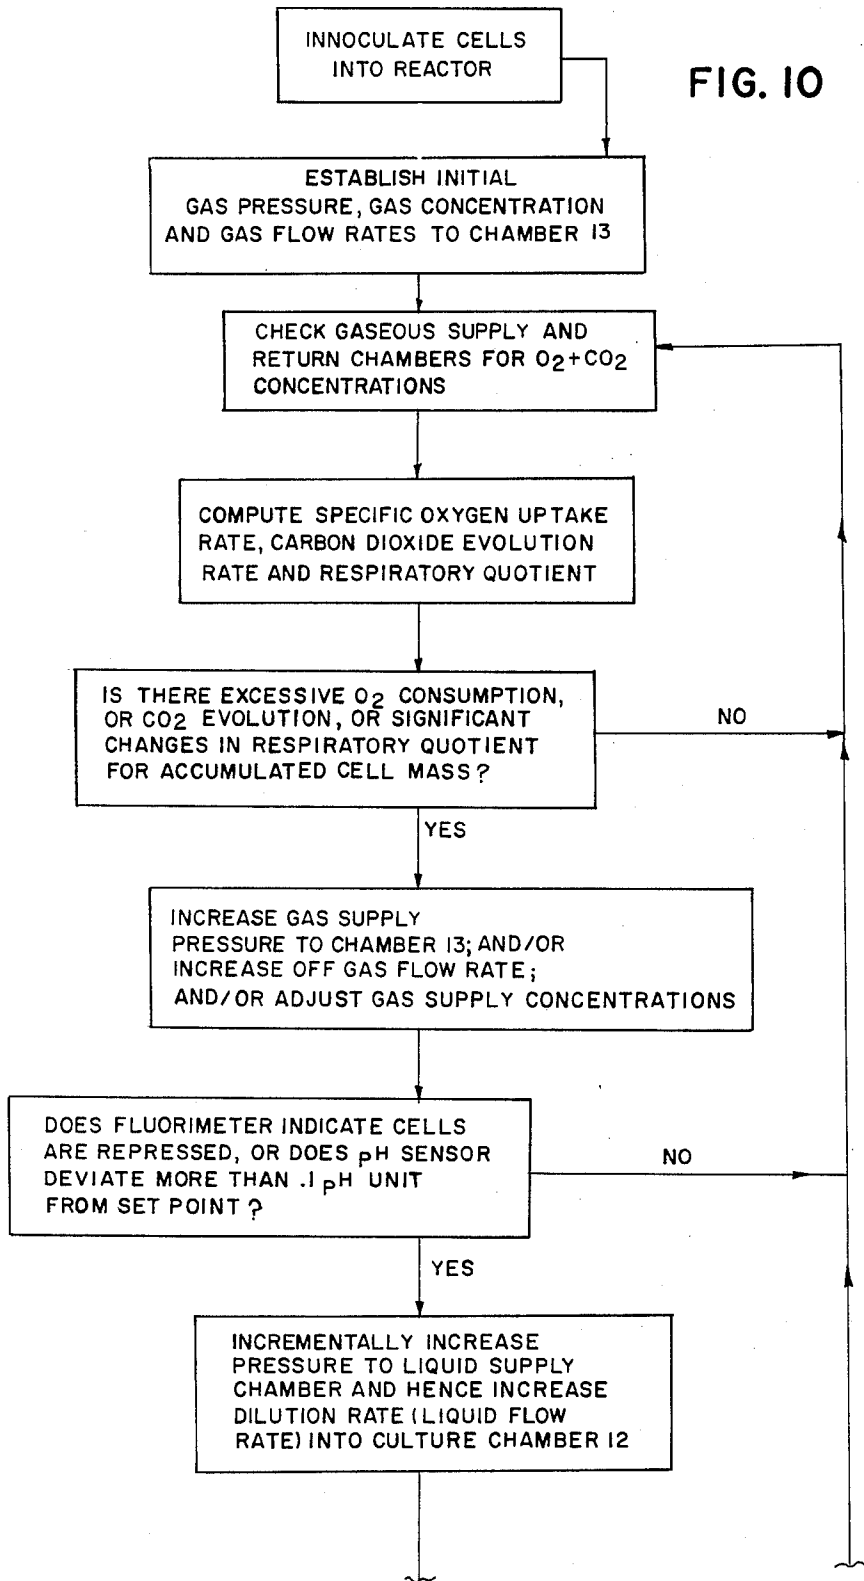 INNOCULATE CELLS
INTO REACTOR
FIG. 10
ESTABLISH INITIAL
GAS PRESSURE, GAS CONCENTRATION
AND GAS FLOW RATES TO CHAMBER 13
CHECK GASEOUS SUPPLY AND
RETURN CHAMBERS FOR O2+CO2
CONCENTRATIONS
COMPUTE SPECIFIC OXYGEN UPTAKE
RATE, CARBON DIOXIDE EVOLUTION
RATE AND RESPIRATORY QUOTIENT
IS THERE EXCESSIVE O2 CONSUMPTION,
OR CO2 EVOLUTION, OR SIGNIFICANT
CHANGES IN RESPIRATORY QUOTIENT
FOR ACCUMULATED CELL MASS?
NO
YES
INCREASE GAS SUPPLY
PRESSURE TO CHAMBER 13; AND/OR
INCREASE OFF GAS FLOW RATE;
AND/OR ADJUST GAS SUPPLY CONCENTRATIONS
DOES FLUORIMETER INDICATE CELLS
ARE REPRESSED, OR DOES pH SENSOR
DEVIATE MORE THAN .1 pH UNIT
FROM SET POINT?
NO
YES
INCREMENTALLY INCREASE
PRESSURE TO LIQUID SUPPLY
CHAMBER AND HENCE INCREASE
DILUTION RATE (LIQUID FLOW
RATE) INTO CULTURE CHAMBER 12